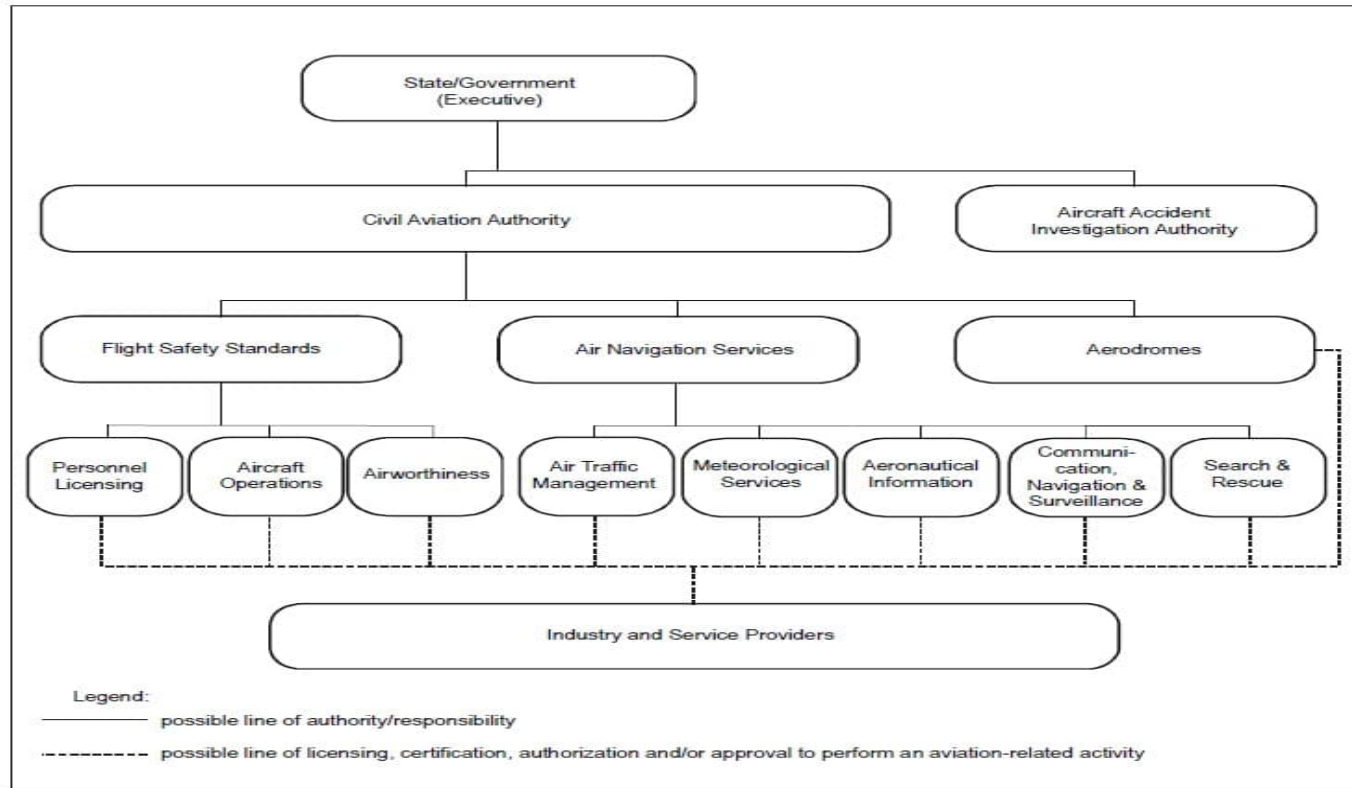 State/Government
(Executive)
Civil Aviation Authority
Aircraft Accident
Investigation Authority
Flight Safety Standards
Air Navigation Services
Aerodromes
Personnel
Licensing
Aircraft
Operations
Airworthiness
Air Traffic
Management
Meteorological
Services
Aeronautical
Information
Communi-
cation,
Navigation &
Surveillance
Search &
Rescue
Industry and Service Providers
Legend:
possible line of authority/responsibility
possible line of licensing, certification, authorization and/or approval to perform an aviation-related activity